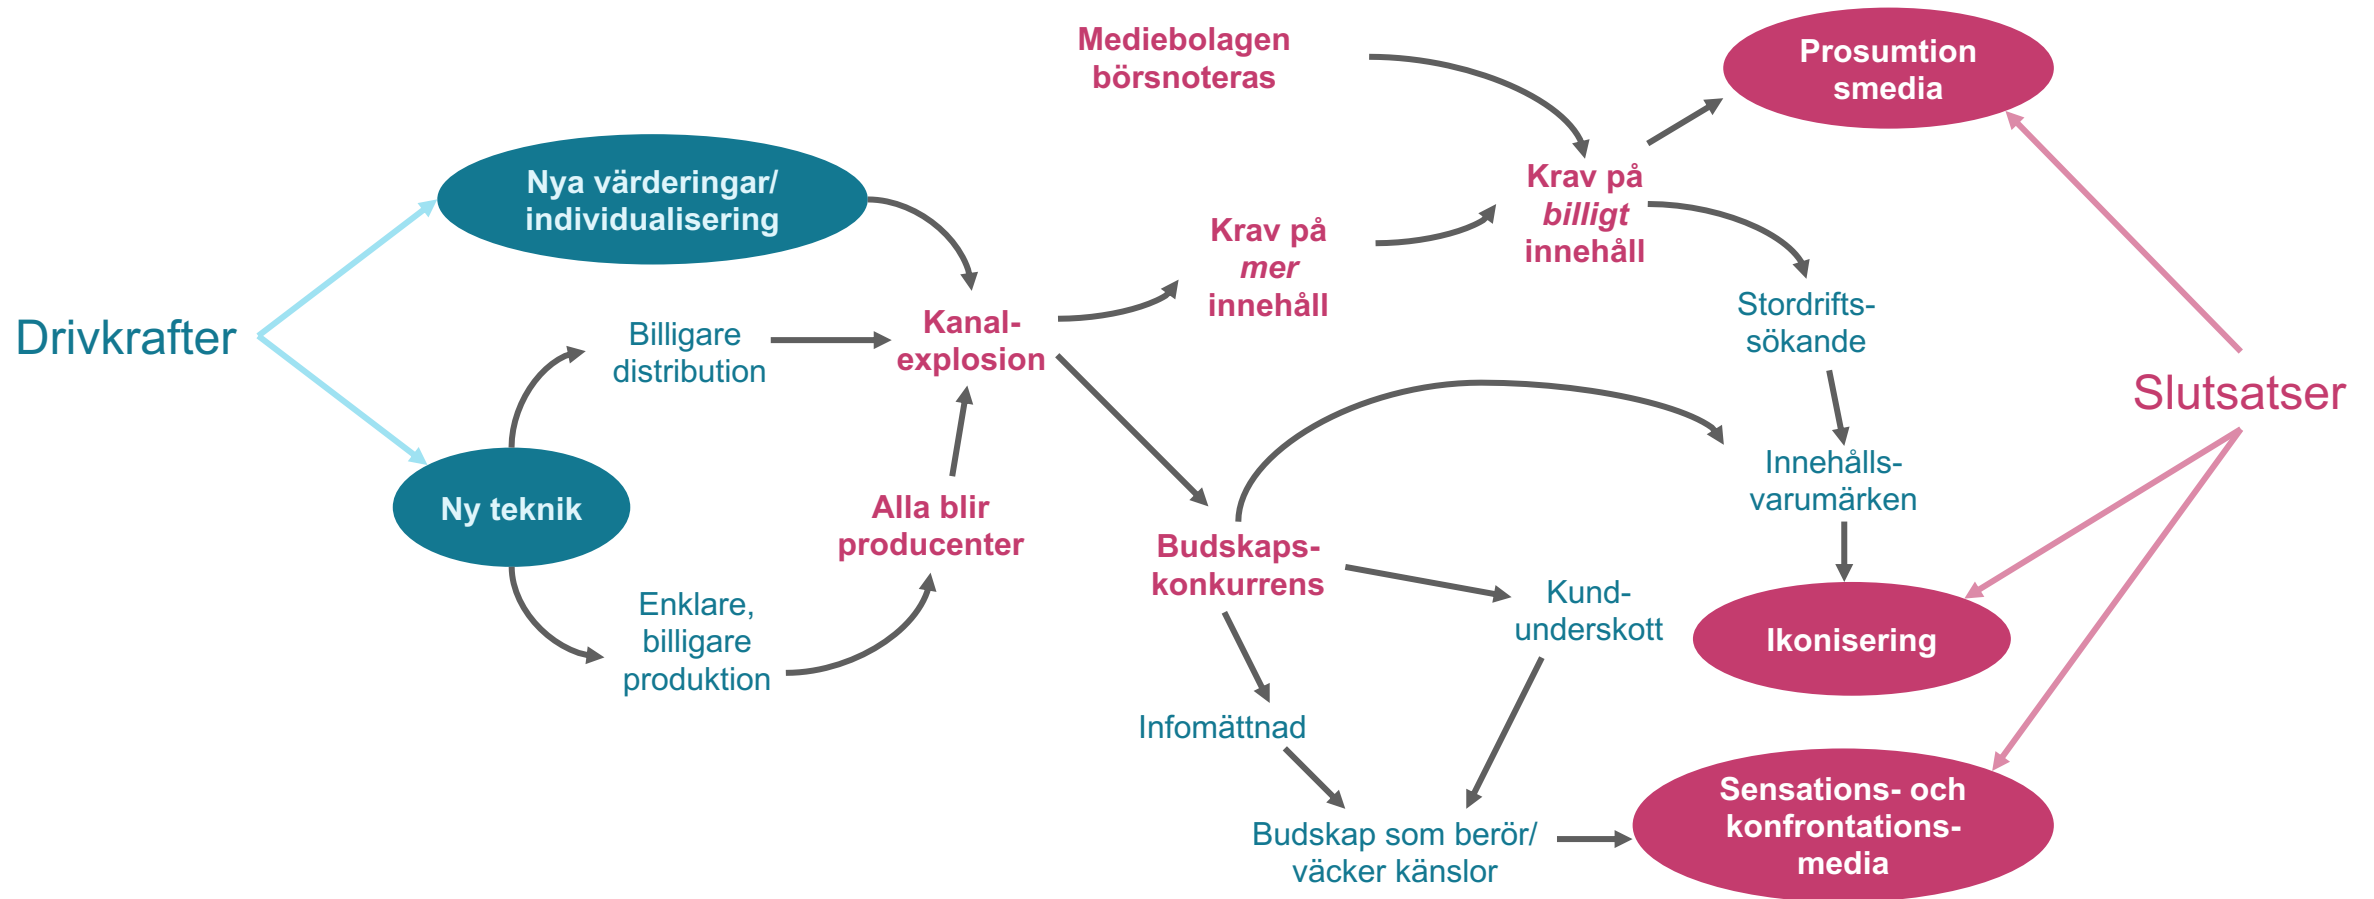 Drivkrafter
Nya värderingar/
individualisering
Ny teknik
Billigare
distribution
Enklare,
billigare
produktion
Alla blir
producenter
Kanal-
explosion
Mediebolagen
börsnoteras
Krav på
mer
innehåll
Krav på
billigt
innehåll
Prosumtion
smedia
Stordrifts-
sökande
Innehålls-
varumärken
Budskaps-
konkurrens
Kund-
underskott
Infomättnad
Budskap som berör/
väcker känslor
Ikonisering
Sensations- och
konfrontations-
media
Slutsatser